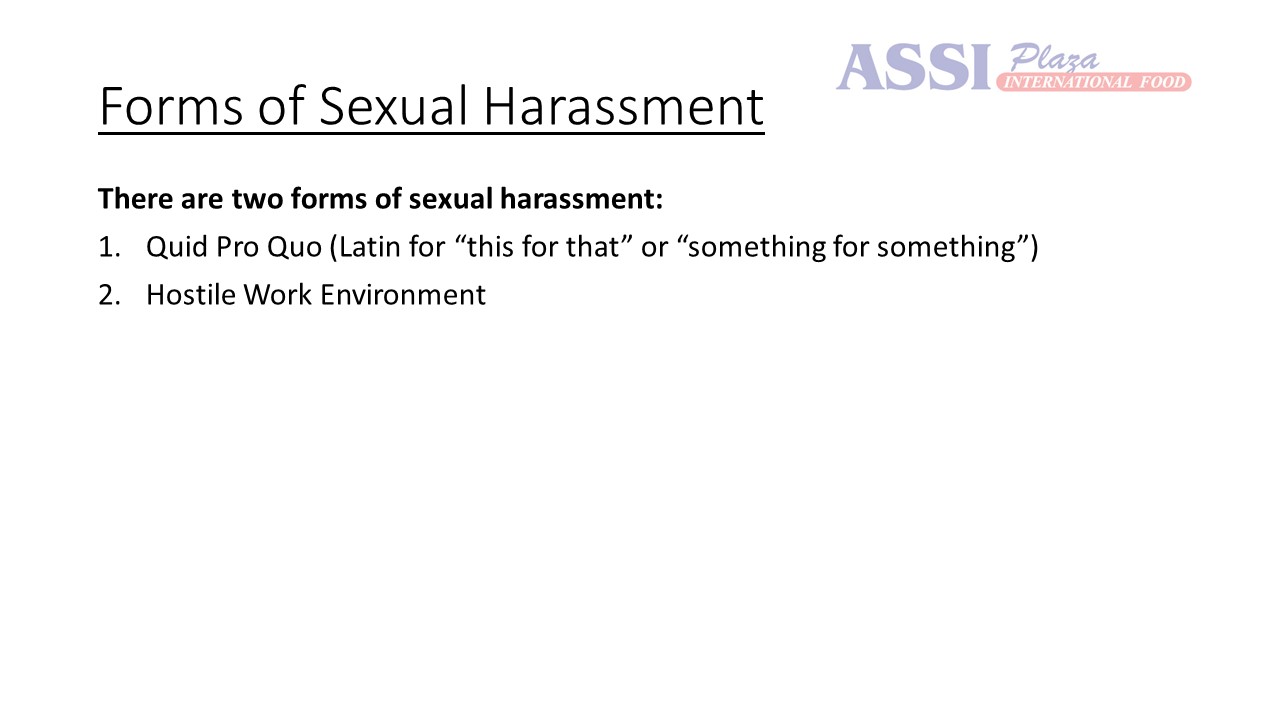 ASSI Plaza
INTERNATIONAL FOOD
Forms of Sexual Harassment
There are two forms of sexual harassment:
1. Quid Pro Quo (Latin for “this for that” or “something for something”)
2. Hostile Work Environment